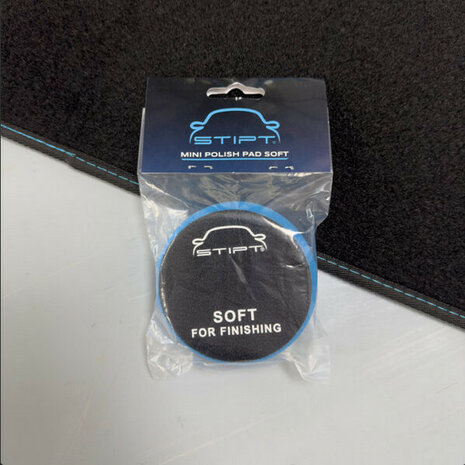 STIPT®
MINI POLISH PAD SOFT
STIPT®
SOFT
FOR FINISHING